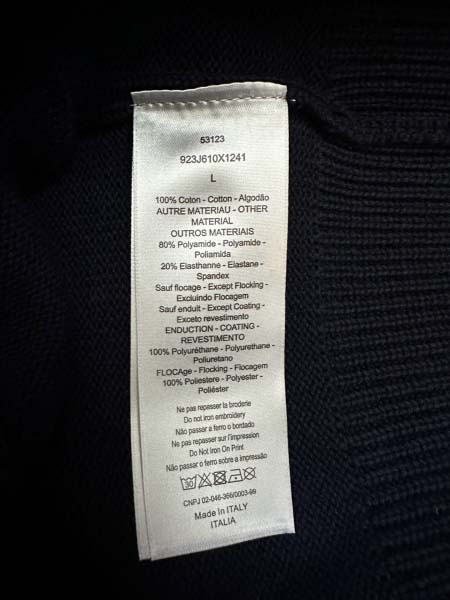 53123
923J610X1241
L
100% Coton - Cotton - Algodão
AUTRE MATERIAU - OTHER
MATERIAL
OUTROS MATERIAIS
80% Polyamide - Polyamide -
Poliamida
20% Elasthanne - Elastane -
Spandex
Sauf flocage - Except Flocking -
Excluindo Flocagem
Sauf enduit - Except Coating -
Exceto revestimento
ENDUCTION - COATING -
REVESTIMENTO
100% Polyuréthane - Polyurethane -
Poliuretano
FLOCAge - Flocking - Flocagem
100% Poliestere - Polyester -
Poliéster
Ne pas repasser la broderie
Do not iron embroidery
Não passar a ferro o bordado
Ne pas repasser sur l'impression
Do Not Iron On Print
Não passar o ferro sobre a impressão
30
CNPJ 02-046-366/0003-99
Made In ITALY
ITALIA